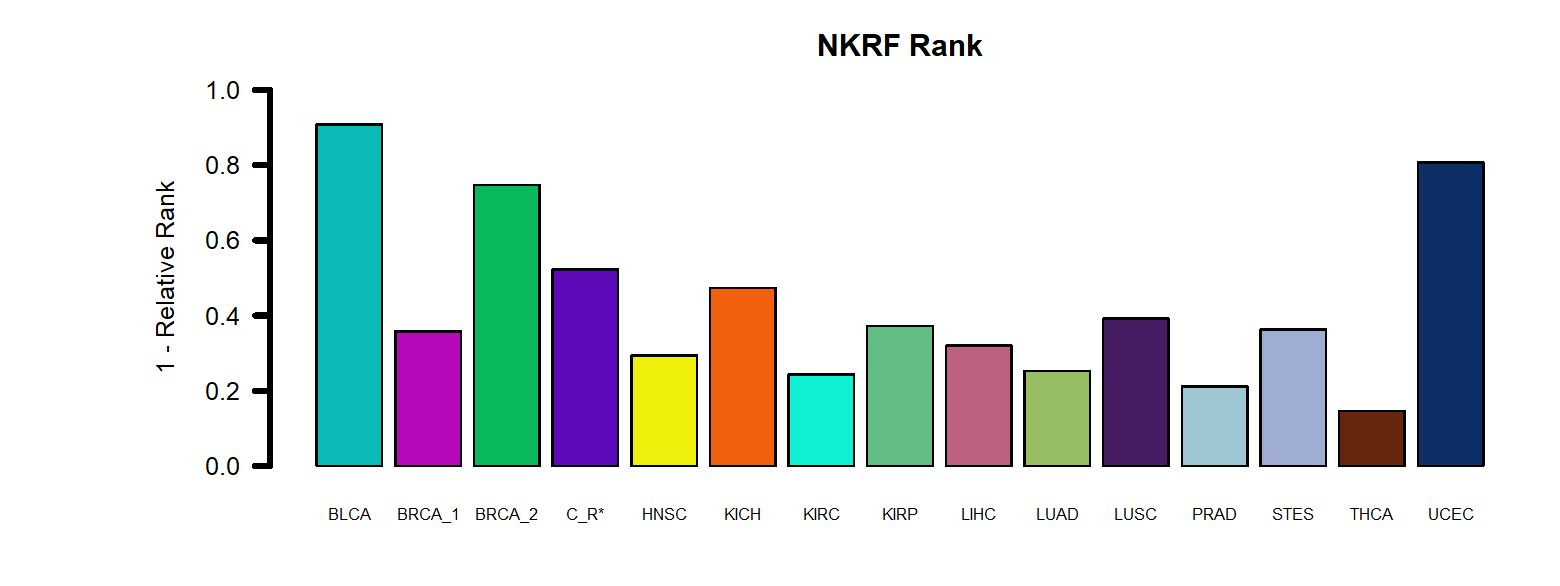 NKRF Rank
1 - Relative Rank
1.0
0.8
0.6
0.4
0.2
0.0
BLCA BRCA_1 BRCA_2 C_R* HNSC KICH KIRC KIRP LIHC LUAD LUSC PRAD STES THCA UCEC